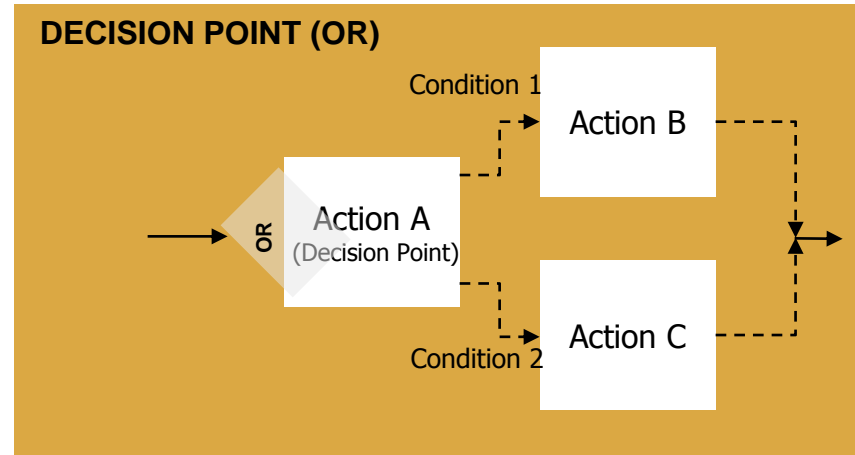 DECISION POINT (OR)
Condition 1
Action B
OR
Action A
(Decision Point)
Action C
Condition 2